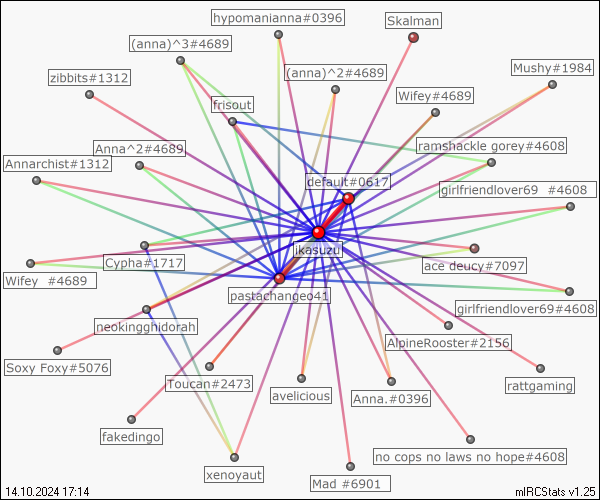 hypomanianna#0396
Skalman
(anna)^3#4689
zibbits#1312
(anna)^2#4689
Mushy#1984
frisout
Wifey#4689
Anna^2#4689
ramshackle gorey#4608
Annarchist#1312
default#0617
girlfriendlover69 #4608
ikasuzu
Cypha#1717
ace deucy#7097
Wifey #4689
pastachangeo41
girlfriendlover69#4608
neokingghidorah
AlpineRooster#2156
Soxy Foxy#5076
Toucan#2473
rattgaming
avelicious
Anna.#0396
fakedingo
no cops no laws no hope#4608
xenoyaut
Mad #6901
14.10.2024 17:14
mIRCStats v1.25